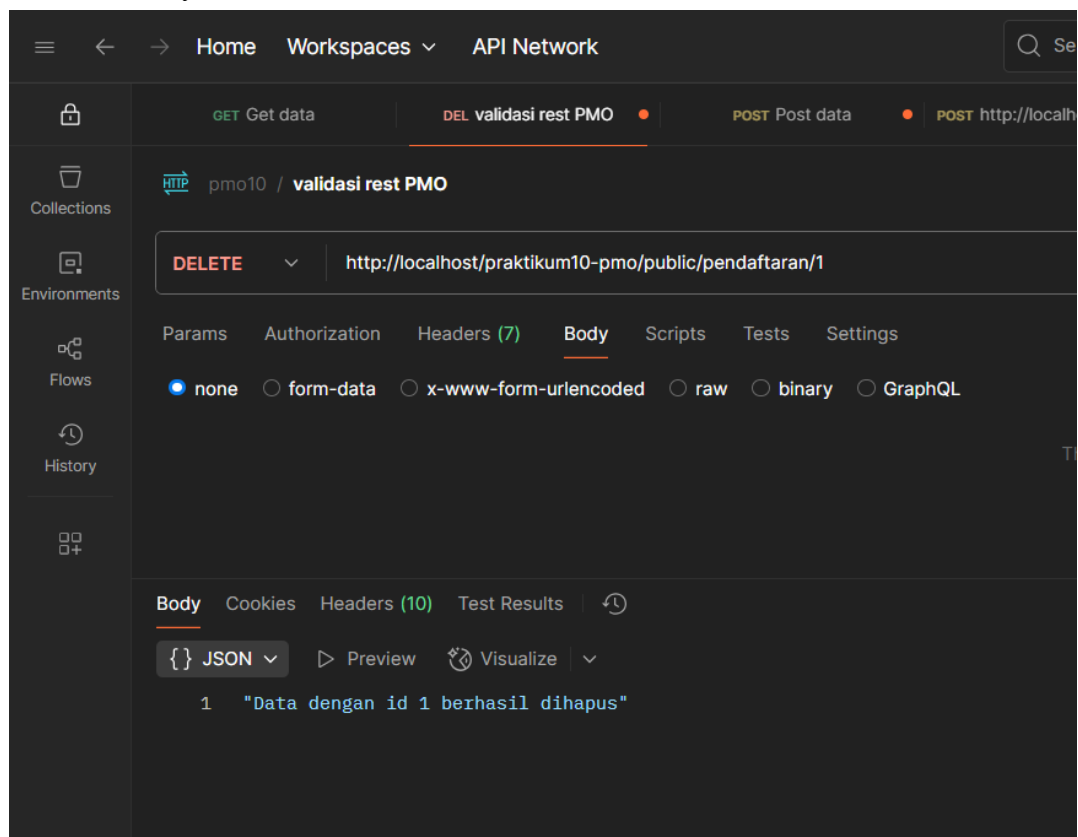 Home Workspaces API Network Se
GET Get data DEL validasi rest PMO POST Post data POST http://localh
HTTP pmo10 / validasi rest PMO
Collections
DELETE http://localhost/praktikum10-pmo/public/pendaftaran/1
Environments
Params Authorization Headers (7) Body Scripts Tests Settings
Flows
none form-data x-www-form-urlencoded raw binary GraphQL
History
Th
Body Cookies Headers (10) Test Results
{} JSON Preview Visualize
1 "Data dengan id 1 berhasil dihapus"